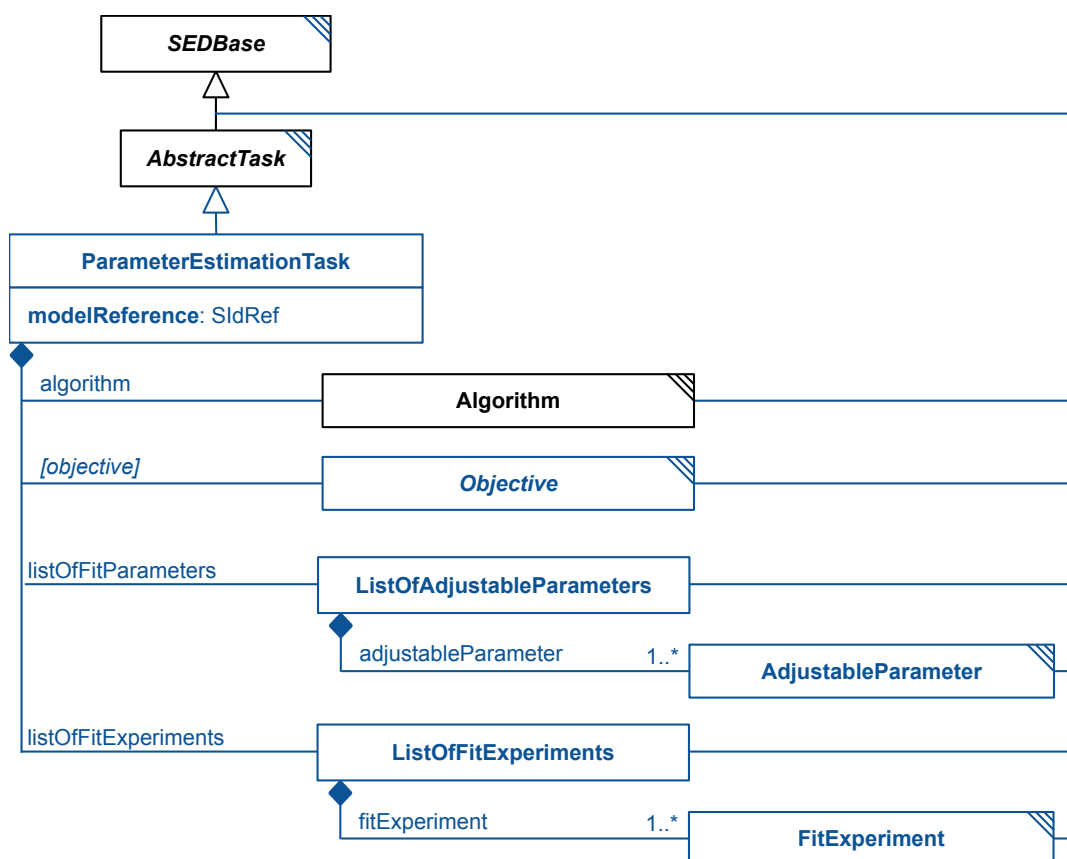 SEDBase
AbstractTask
ParameterEstimationTask
modelReference: SIdRef
algorithm
Algorithm
[objective]
Objective
listOfFitParameters
ListOfAdjustableParameters
adjustableParameter 1..*
AdjustableParameter
listOfFitExperiments
ListOfFitExperiments
fitExperiment 1..*
FitExperiment